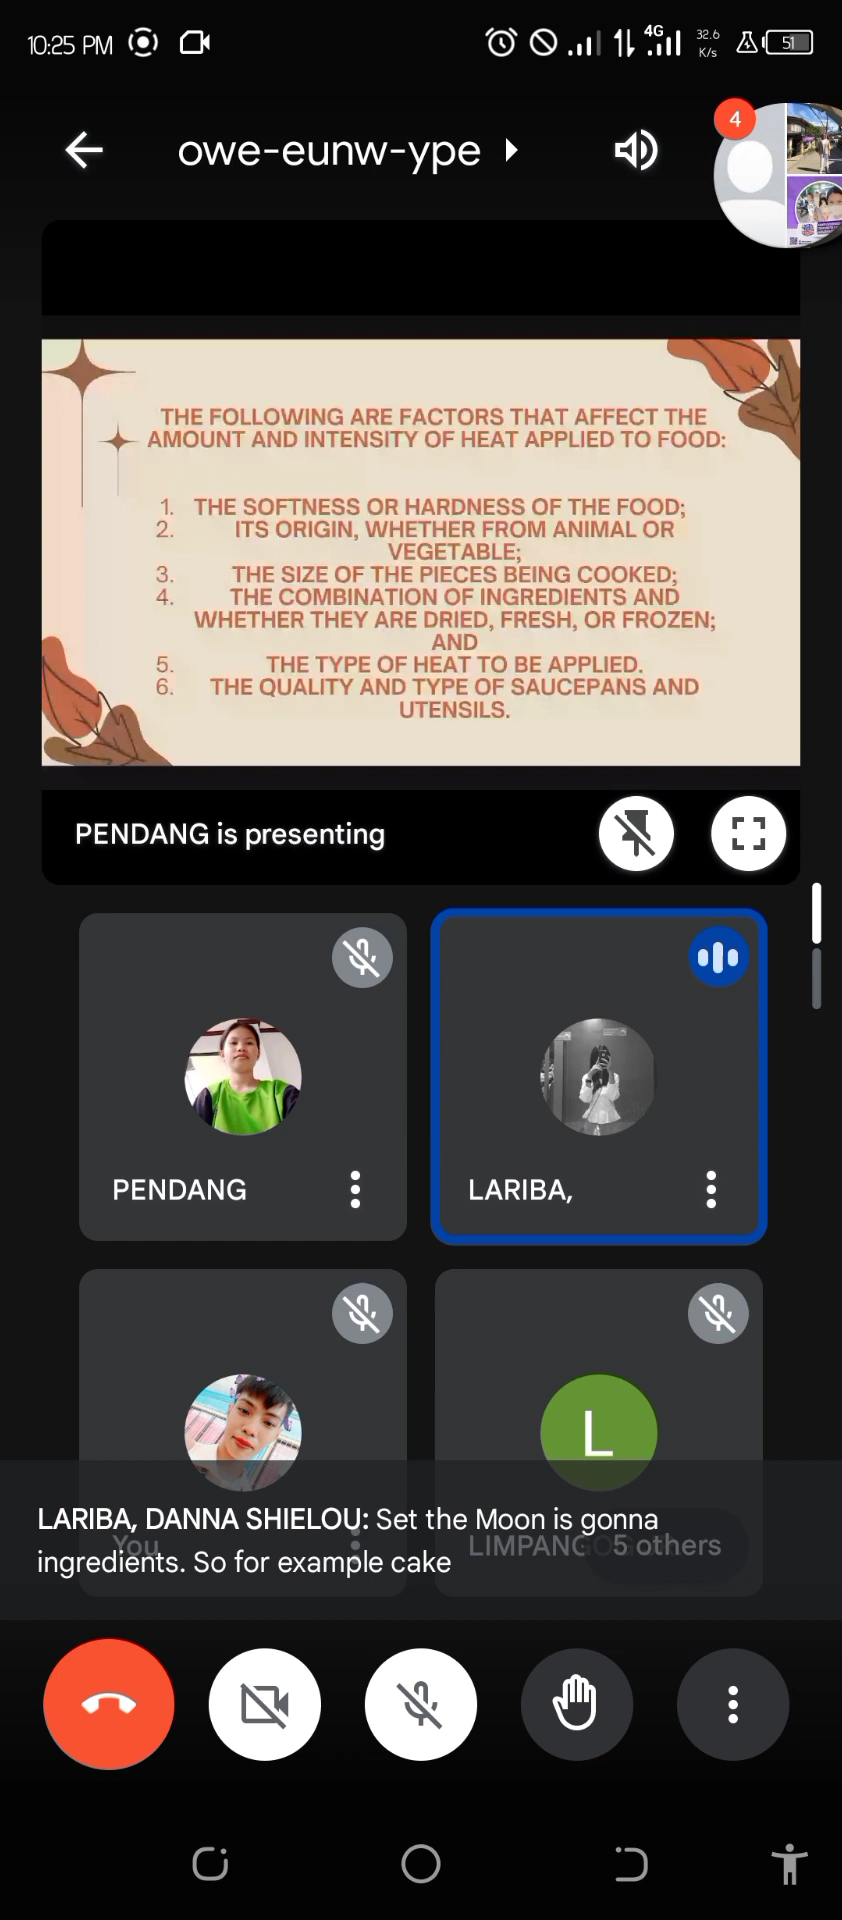 10:25 PM 4G 32.6 K/s 51
4
owe-eunw-ype
THE FOLLOWING ARE FACTORS THAT AFFECT THE
AMOUNT AND INTENSITY OF HEAT APPLIED TO FOOD:
1. THE SOFTNESS OR HARDNESS OF THE FOOD;
2. ITS ORIGIN, WHETHER FROM ANIMAL OR
VEGETABLE;
3. THE SIZE OF THE PIECES BEING COOKED;
4. THE COMBINATION OF INGREDIENTS AND
WHETHER THEY ARE DRIED, FRESH, OR FROZEN;
AND
5. THE TYPE OF HEAT TO BE APPLIED.
6. THE QUALITY AND TYPE OF SAUCEPANS AND
UTENSILS.
PENDANG is presenting
PENDANG
LARIBA,
L
LARIBA, DANNA SHIELOU: Set the Moon is gonna
ingredients. So for example cake
You
5 others